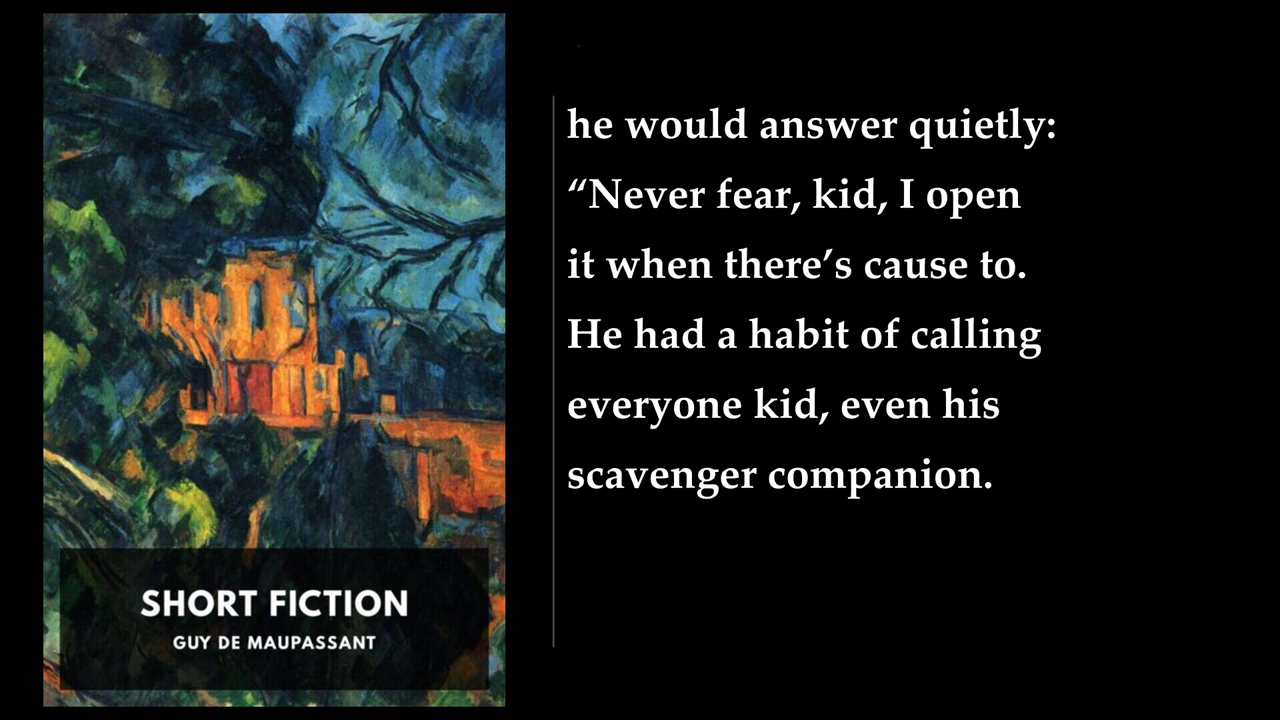 SHORT FICTION
GUY DE MAUPASSANT
he would answer quietly:
“Never fear, kid, I open
it when there’s cause to.
He had a habit of calling
everyone kid, even his
scavenger companion.